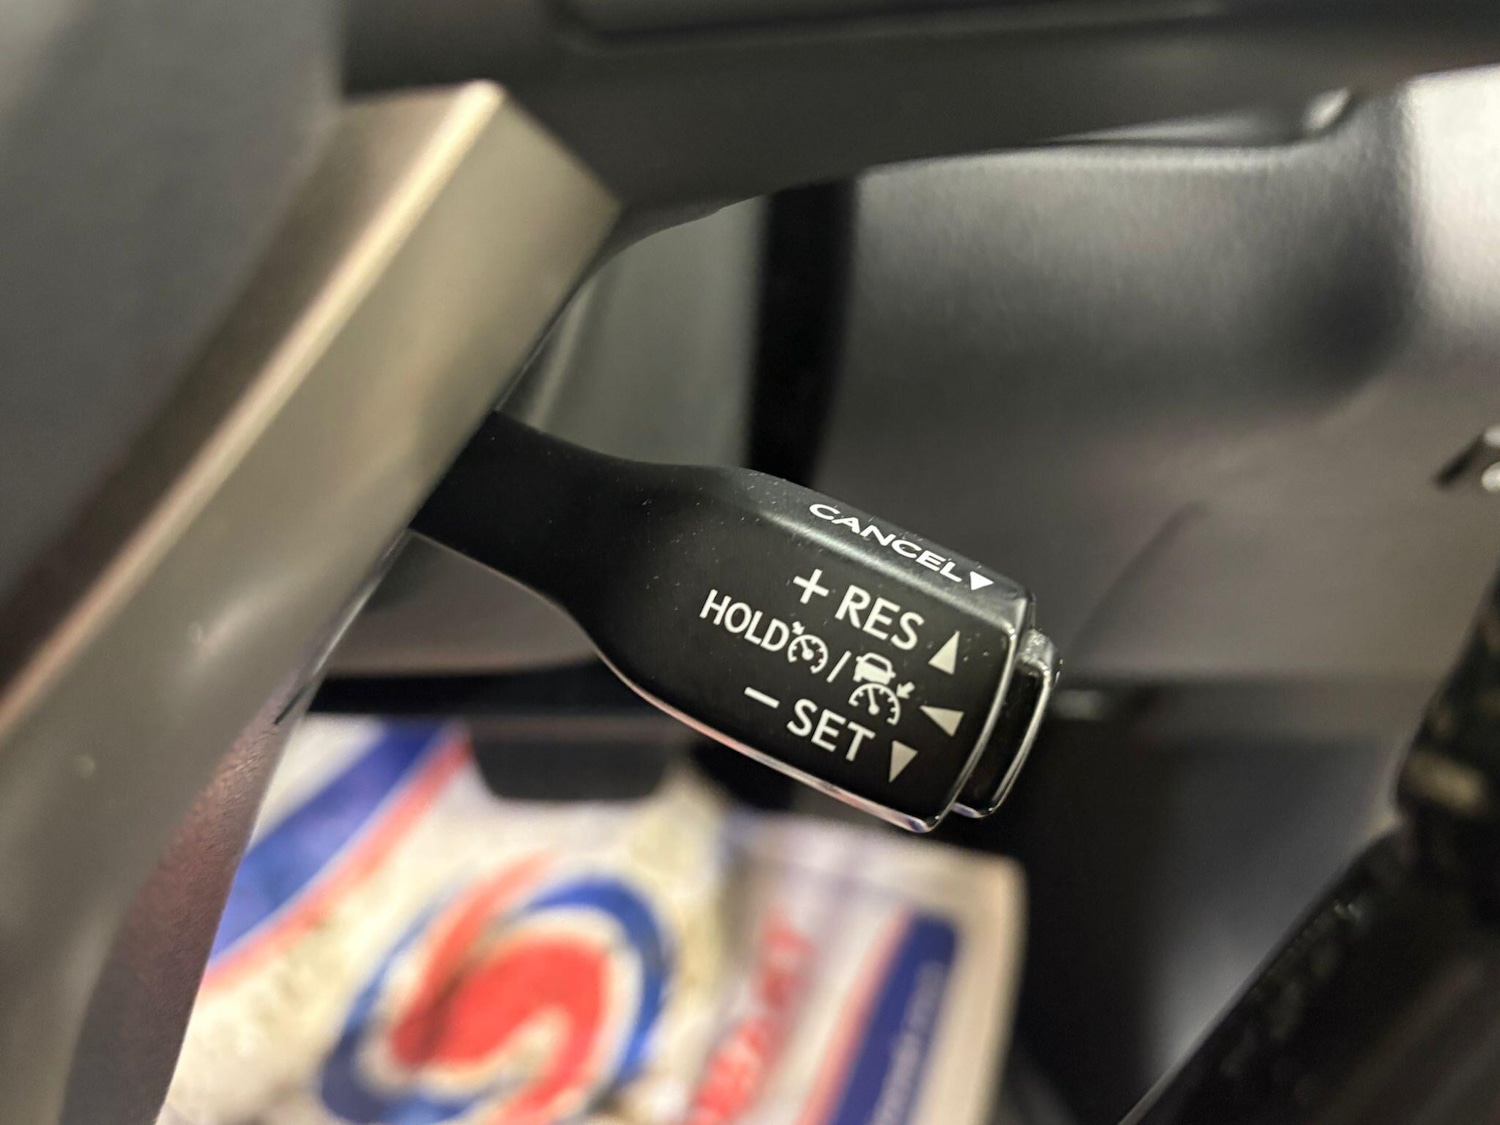 CANCEL▼
+ RES ▲
HOLD / ◀
− SET ▼